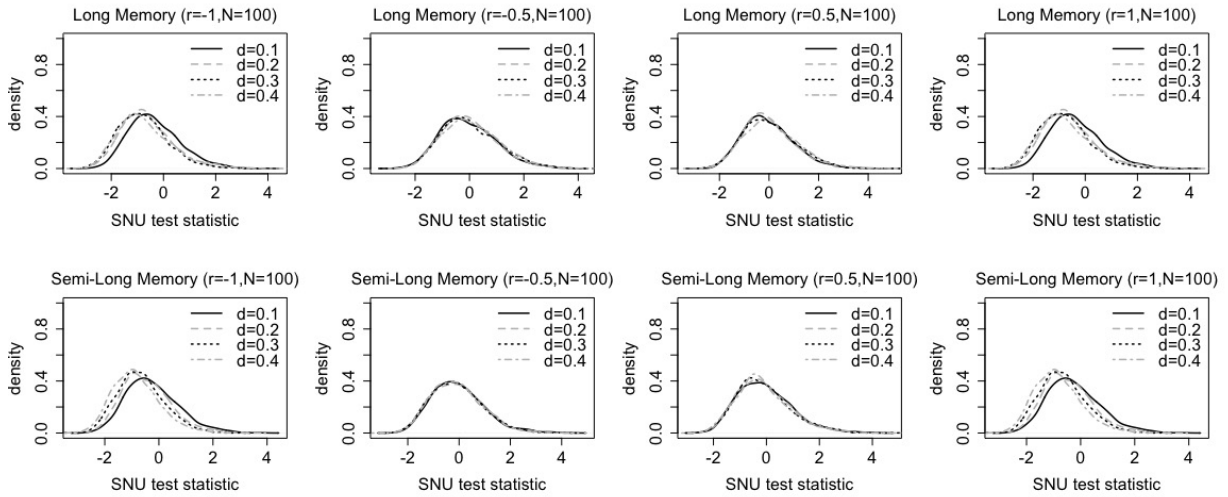 Long Memory (r=-1,N=100)
density
0.0 0.4 0.8
d=0.1
d=0.2
d=0.3
d=0.4
-2 0 2 4
SNU test statistic
Long Memory (r=-0.5,N=100)
density
0.0 0.4 0.8
d=0.1
d=0.2
d=0.3
d=0.4
-2 0 2 4
SNU test statistic
Long Memory (r=0.5,N=100)
density
0.0 0.4 0.8
d=0.1
d=0.2
d=0.3
d=0.4
-2 0 2 4
SNU test statistic
Long Memory (r=1,N=100)
density
0.0 0.4 0.8
d=0.1
d=0.2
d=0.3
d=0.4
-2 0 2 4
SNU test statistic
Semi-Long Memory (r=-1,N=100)
density
0.0 0.4 0.8
d=0.1
d=0.2
d=0.3
d=0.4
-2 0 2 4
SNU test statistic
Semi-Long Memory (r=-0.5,N=100)
density
0.0 0.4 0.8
d=0.1
d=0.2
d=0.3
d=0.4
-2 0 2 4
SNU test statistic
Semi-Long Memory (r=0.5,N=100)
density
0.0 0.4 0.8
d=0.1
d=0.2
d=0.3
d=0.4
-2 0 2 4
SNU test statistic
Semi-Long Memory (r=1,N=100)
density
0.0 0.4 0.8
d=0.1
d=0.2
d=0.3
d=0.4
-2 0 2 4
SNU test statistic